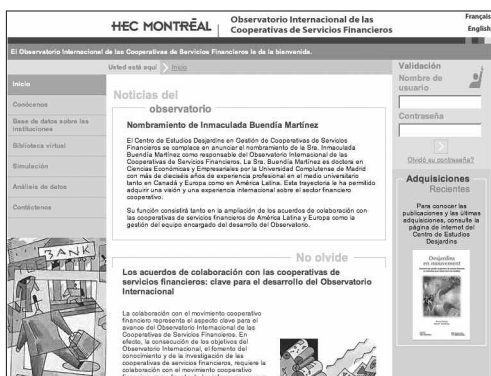 HEC MONTRÉAL
Observatorio Internacional de las
Cooperativas de Servicios Financieros
Français
English
El Observatorio Internacional de las Cooperativas de Servicios Financieros le da la bienvenida.
Usted está aquí Inicio
Inicio
Conócenos
Base de datos sobre las
instituciones
Biblioteca virtual
Simulación
Análisis de datos
Contáctenos
BANK
Noticias del
observatorio
Nombramiento de Inmaculada Buendía Martínez
El Centro de Estudios Desjardins en Gestión de Cooperativas de Servicios
Financieros se complace en anunciar el nombramiento de la Sra. Inmaculada
Buendía Martínez como responsable del Observatorio Internacional de las
Cooperativas de Servicios Financieros. La Sra. Buendía Martínez es doctora en
Ciencias Económicas y Empresariales por la Universidad Complutense de Madrid
con más de dieciséis años de experiencia profesional en el medio universitario
tanto en Canadá y Europa como en América Latina. Esta trayectoria le ha permitido
adquirir una visión y una experiencia internacional sobre el sector financiero
cooperativo.
Su función consistirá tanto en la ampliación de los acuerdos de colaboración con
las cooperativas de servicios financieros de América Latina y Europa como la
gestión del equipo encargado del desarrollo del Observatorio.
No olvide
Los acuerdos de colaboración con las cooperativas de
servicios financieros: clave para el desarrollo del Observatorio
Internacional
La colaboración con el movimiento cooperativo
financiero representa el aspecto clave para el
avance del Observatorio Internacional de las
Cooperativas de Servicios Financieros. En
efecto, la consecución de los objetivos del
Observatorio Internacional, el fomento del
conocimiento y de la investigación de las
cooperativas de servicios financieros, requiere la
colaboración con el movimiento cooperativo
Validación
Nombre de
usuario
Contraseña
Olvidó su contraseña?
Adquisiciones
Recientes
Para conocer las
publicaciones y las últimas
adquisiciones, consulte la
página de internet del
Centro de Estudios
Desjardins
Desjardins
en mouvement